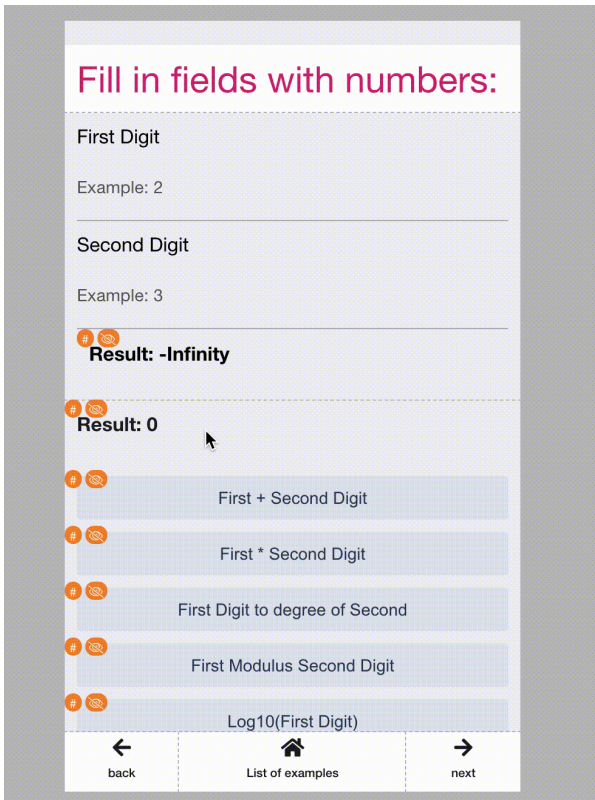 Fill in fields with numbers:
First Digit
Example: 2
Second Digit
Example: 3
#
Result: -Infinity
#
Result: 0
#
First + Second Digit
#
First * Second Digit
#
First Digit to degree of Second
#
First Modulus Second Digit
#
Log10(First Digit)
back List of examples next